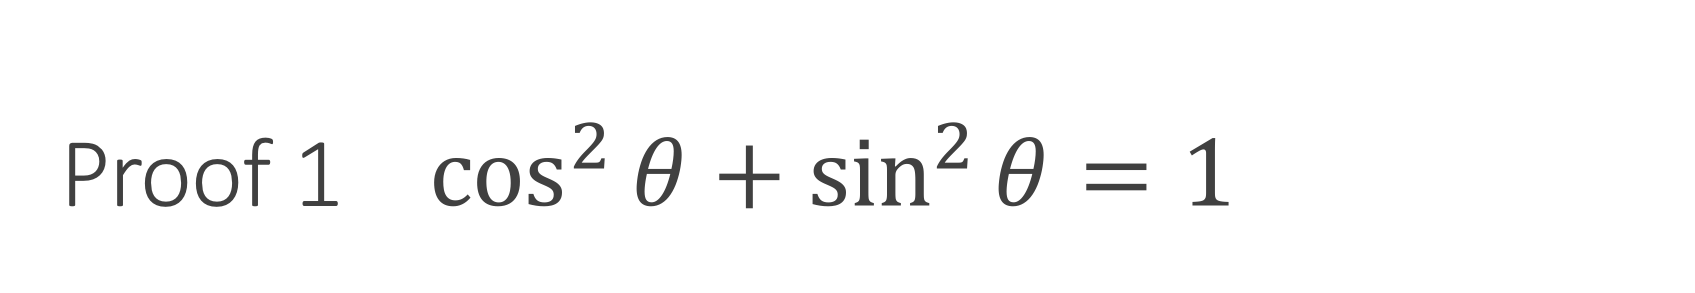 Proof 1 cos² θ + sin² θ = 1